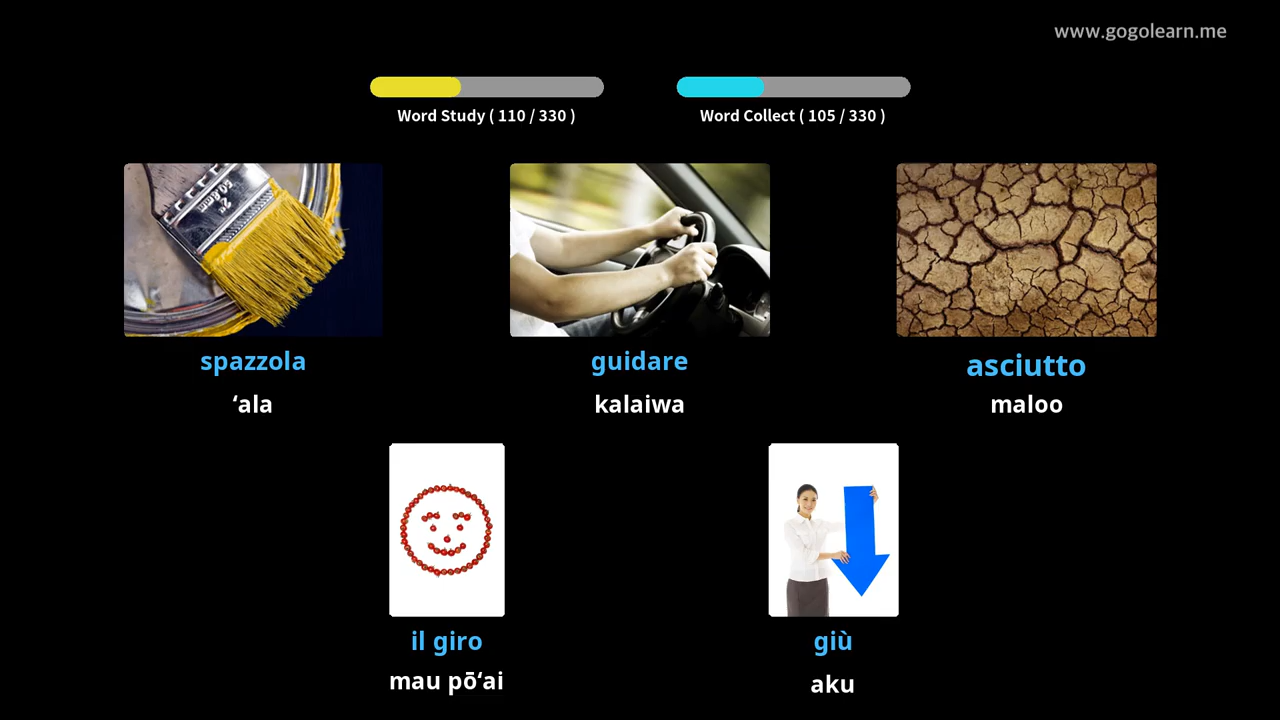 www.gogolearn.me
Word Study ( 110 / 330 )
Word Collect ( 105 / 330 )
spazzola
guidare
asciutto
ʻala
kalaiwa
maloo
il giro
giù
mau pōʻai
aku